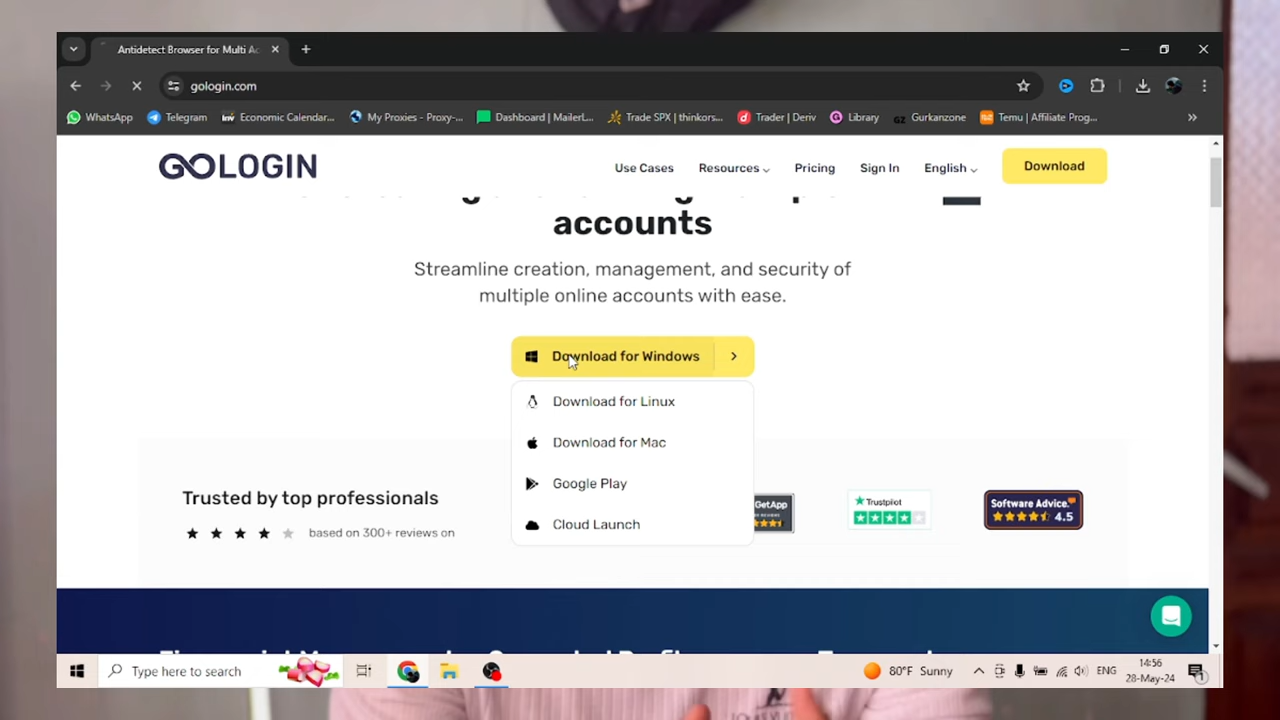 Antidetect Browser for Multi Ac
gologin.com
WhatsApp
Telegram
inv Economic Calendar...
My Proxies - Proxy-...
Dashboard | MailerL...
Trade SPX | thinkors...
Trader | Deriv
Library
GZ Gurkanzone
Temu | Affiliate Prog...
GOLOGIN
Use Cases
Resources
Pricing
Sign In
English
Download
accounts
Streamline creation, management, and security of
multiple online accounts with ease.
Download for Windows
Download for Linux
Download for Mac
Google Play
Cloud Launch
Trusted by top professionals
based on 300+ reviews on
GetApp
Trustpilot
Software Advice.
4.5
Type here to search
80°F Sunny
ENG
14:56
28-May-24
1